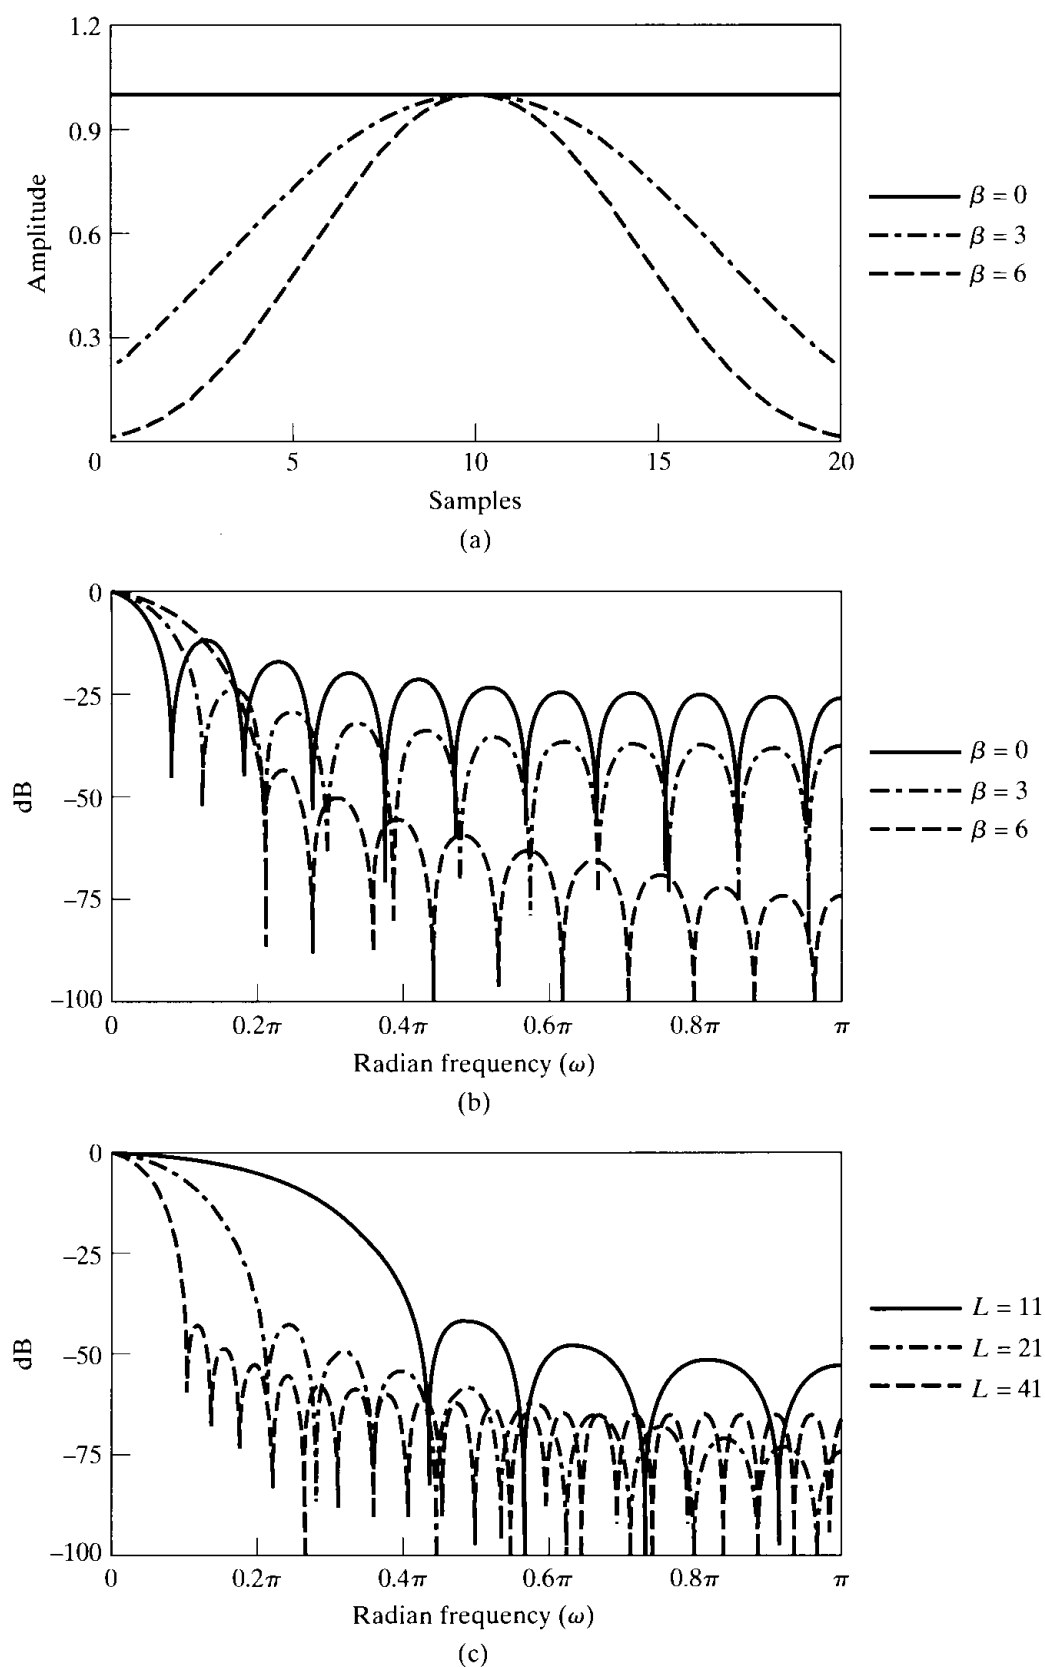 1.2
0.9
0.6
0.3
0
5
10
15
20
Amplitude
Samples
β = 0
β = 3
β = 6
(a)
0
−25
−50
−75
−100
0
0.2π
0.4π
0.6π
0.8π
π
dB
Radian frequency (ω)
β = 0
β = 3
β = 6
(b)
0
−25
−50
−75
−100
0
0.2π
0.4π
0.6π
0.8π
π
dB
Radian frequency (ω)
L = 11
L = 21
L = 41
(c)